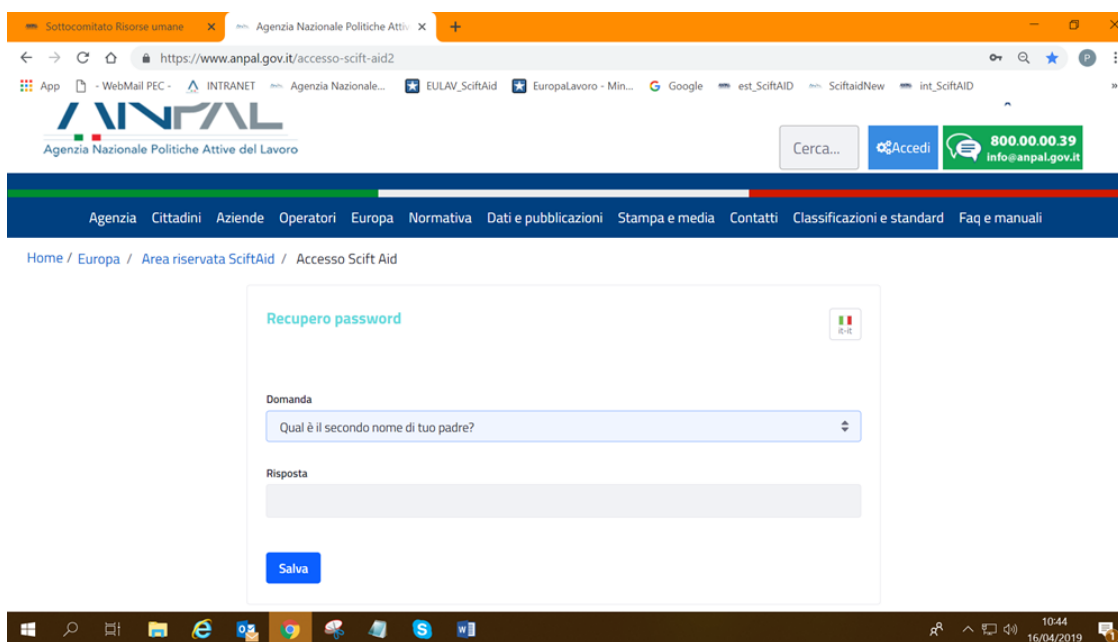 Sottocomitato Risorse umane
Agenzia Nazionale Politiche Attiv
https://www.anpal.gov.it/accesso-scift-aid2
P
App - WebMail PEC - INTRANET Agenzia Nazionale... EULAV_SciftAid EuropaLavoro - Min... Google est_SciftAID SciftaidNew int_SciftAID »
ANPAL
Agenzia Nazionale Politiche Attive del Lavoro
Cerca...
Accedi
800.00.00.39
info@anpal.gov.it
Agenzia Cittadini Aziende Operatori Europa Normativa Dati e pubblicazioni Stampa e media Contatti Classificazioni e standard Faq e manuali
Home / Europa / Area riservata SciftAid / Accesso Scift Aid
Recupero password
it-it
Domanda
Qual è il secondo nome di tuo padre?
Risposta
Salva
10:44
16/04/2019